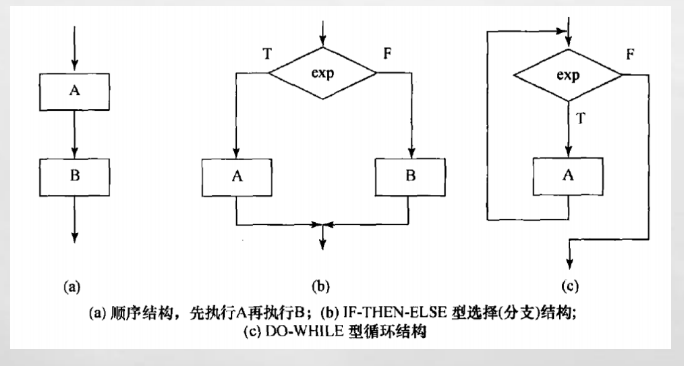 A
B
(a)
T
F
exp
A
B
(b)
exp
F
T
A
(c)
(a) 顺序结构，先执行A再执行B；(b) IF-THEN-ELSE 型选择(分支)结构;
(c) DO-WHILE 型循环结构